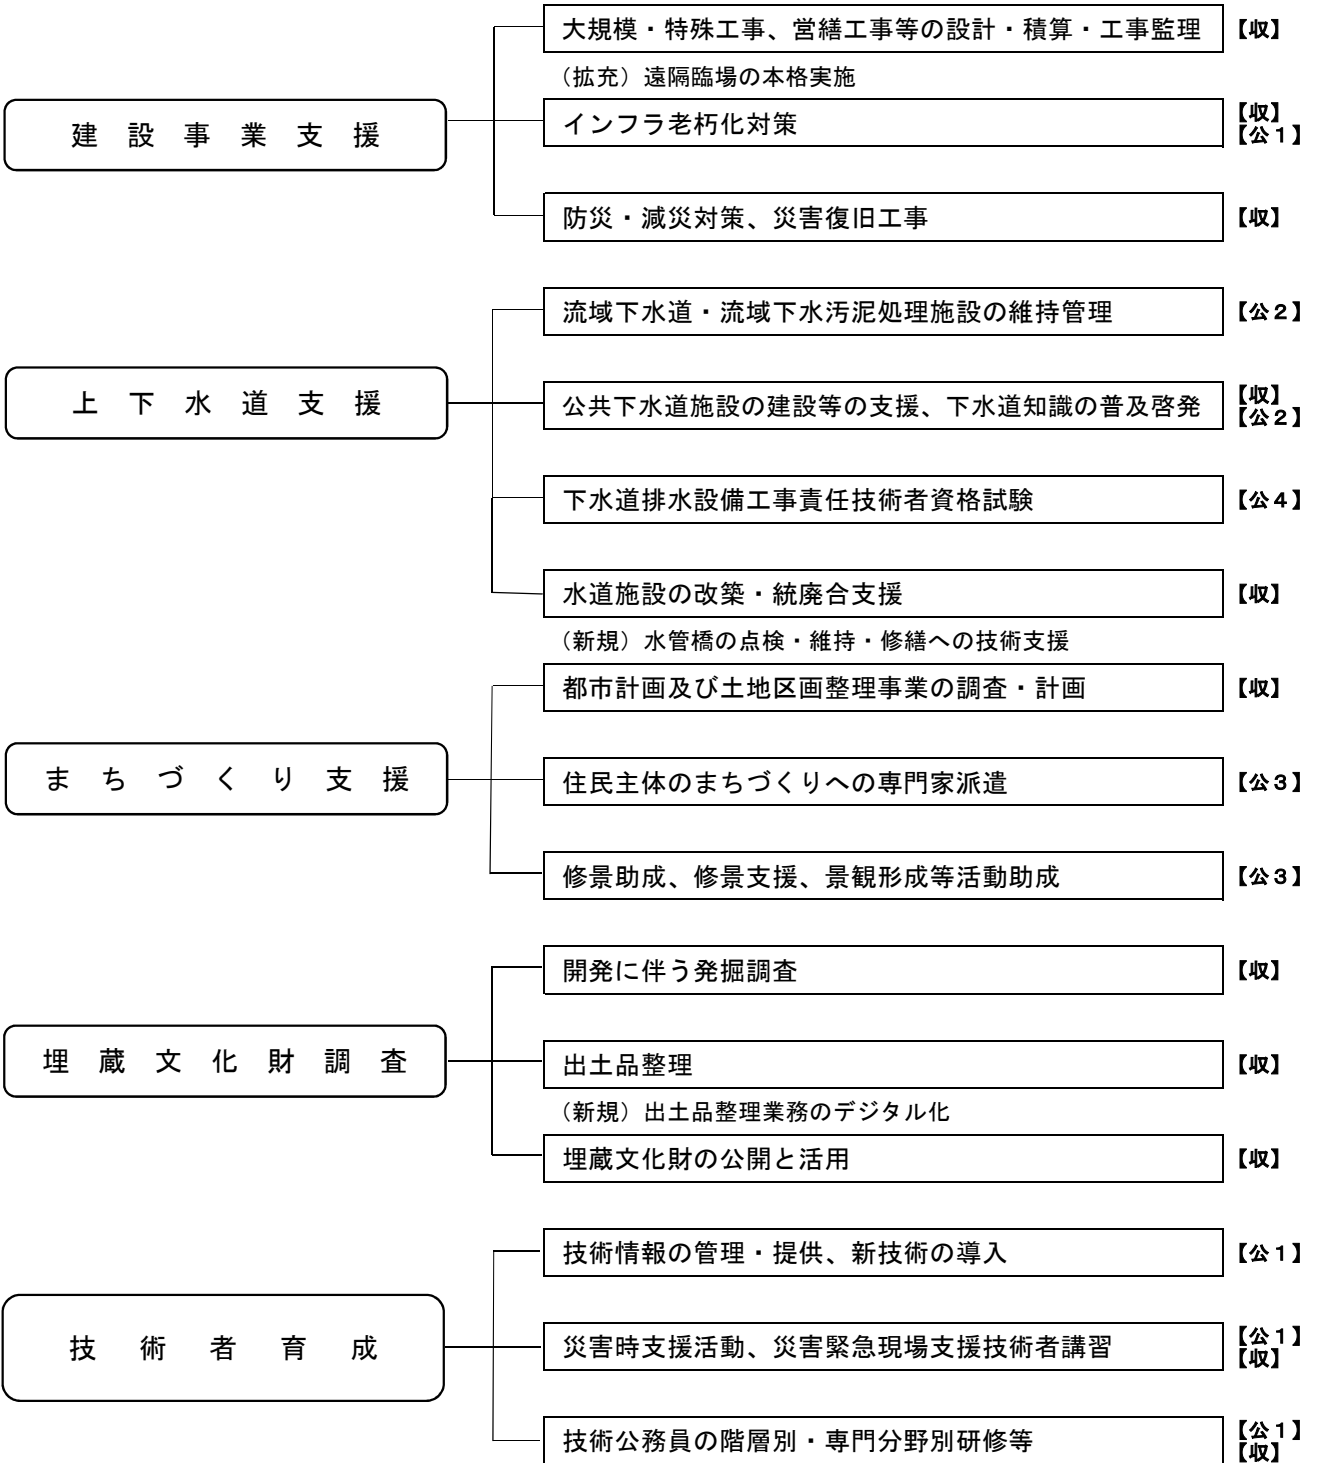 建設事業支援
大規模・特殊工事、営繕工事等の設計・積算・工事監理 【収】
（拡充）遠隔臨場の本格実施
インフラ老朽化対策 【収】
【公１】
防災・減災対策、災害復旧工事 【収】
上下水道支援
流域下水道・流域下水汚泥処理施設の維持管理 【公２】
公共下水道施設の建設等の支援、下水道知識の普及啓発 【収】
【公２】
下水道排水設備工事責任技術者資格試験 【公４】
水道施設の改築・統廃合支援 【収】
（新規）水管橋の点検・維持・修繕への技術支援
まちづくり支援
都市計画及び土地区画整理事業の調査・計画 【収】
住民主体のまちづくりへの専門家派遣 【公３】
修景助成、修景支援、景観形成等活動助成 【公３】
埋蔵文化財調査
開発に伴う発掘調査 【収】
出土品整理 【収】
（新規）出土品整理業務のデジタル化
埋蔵文化財の公開と活用 【収】
技術者育成
技術情報の管理・提供、新技術の導入 【公１】
災害時支援活動、災害緊急現場支援技術者講習 【公１】
【収】
技術公務員の階層別・専門分野別研修等 【公１】
【収】